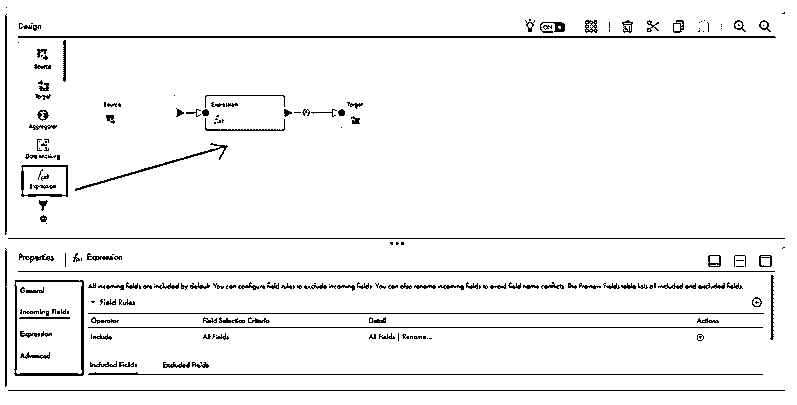 Design
ON
Source
Target
Aggregator
Data Masking
Expression
Source
Expression
Target
Properties
Expression
General
Incoming Fields
Expression
Advanced
All incoming fields are included by default. You can configure field rules to exclude incoming fields. You can also rename incoming fields to avoid field name conflicts. The Preview Fields table lists all included and excluded fields.
Field Rules
Operator Field Selection Criteria Detail Actions
Include All Fields All Fields | Rename...
Included Fields Excluded Fields